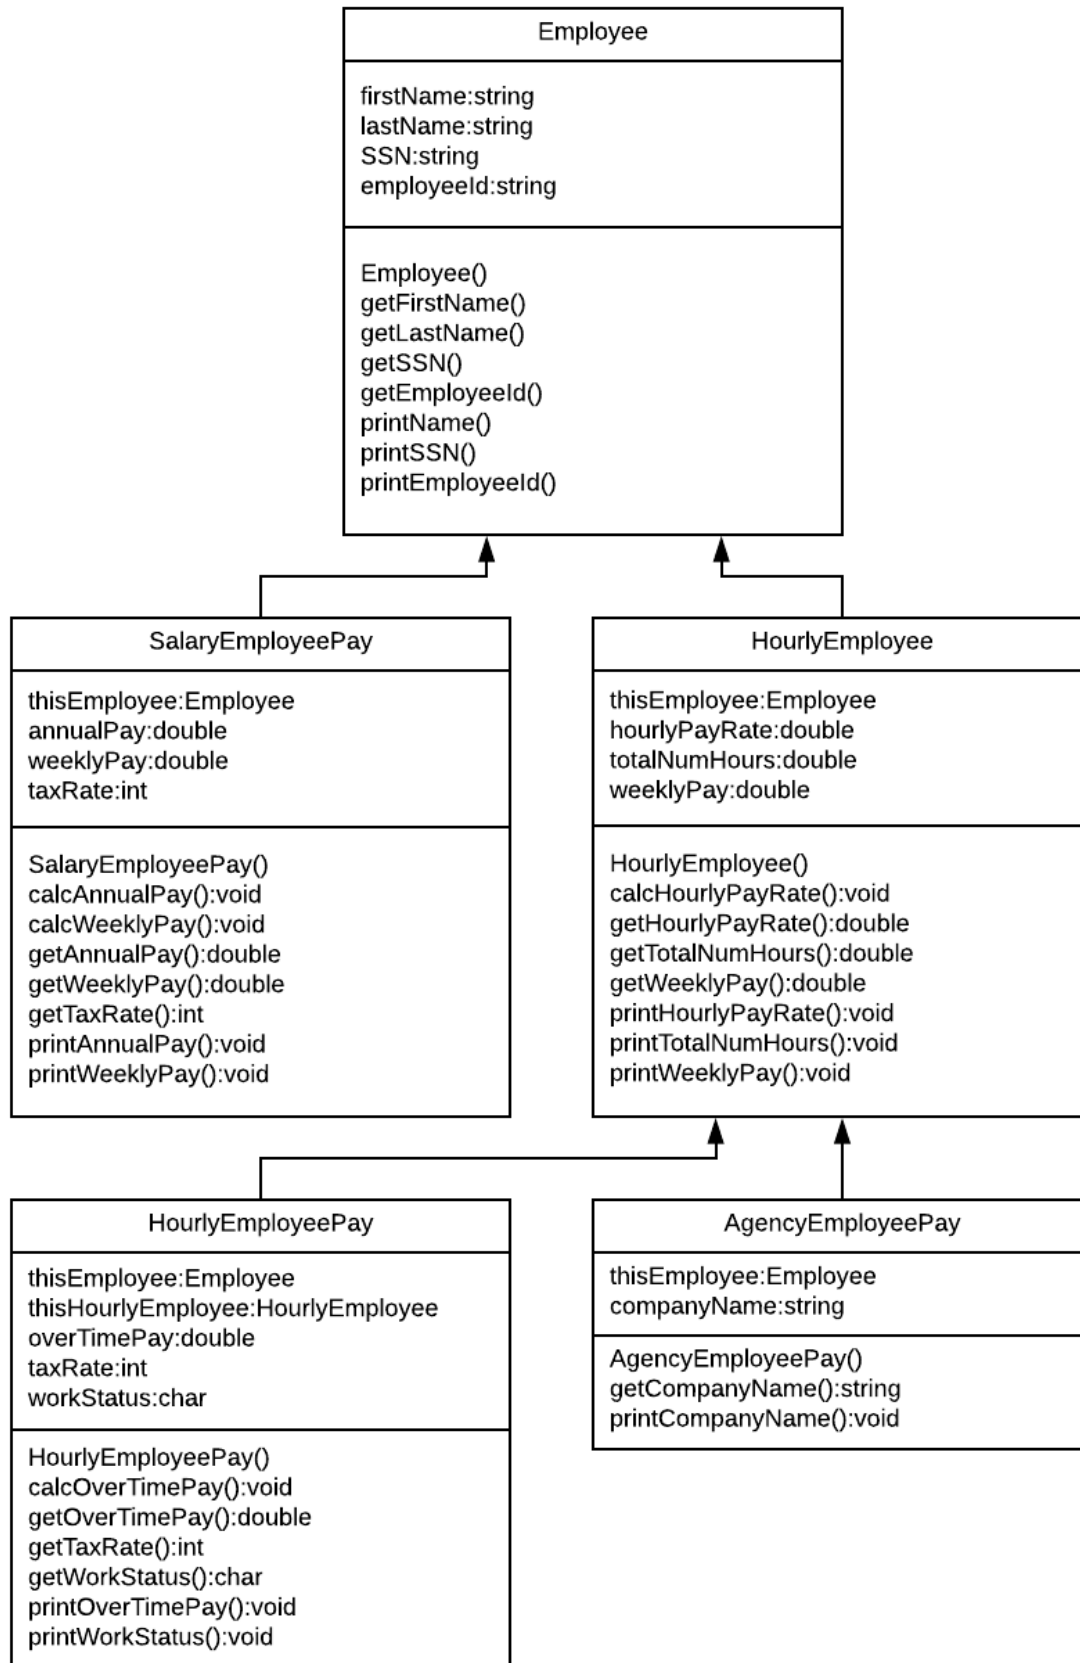 Employee
firstName:string
lastName:string
SSN:string
employeeId:string
Employee()
getFirstName()
getLastName()
getSSN()
getEmployeeId()
printName()
printSSN()
printEmployeeId()
SalaryEmployeePay
thisEmployee:Employee
annualPay:double
weeklyPay:double
taxRate:int
SalaryEmployeePay()
calcAnnualPay():void
calcWeeklyPay():void
getAnnualPay():double
getWeeklyPay():double
getTaxRate():int
printAnnualPay():void
printWeeklyPay():void
HourlyEmployee
thisEmployee:Employee
hourlyPayRate:double
totalNumHours:double
weeklyPay:double
HourlyEmployee()
calcHourlyPayRate():void
getHourlyPayRate():double
getTotalNumHours():double
getWeeklyPay():double
printHourlyPayRate():void
printTotalNumHours():void
printWeeklyPay():void
HourlyEmployeePay
thisEmployee:Employee
thisHourlyEmployee:HourlyEmployee
overTimePay:double
taxRate:int
workStatus:char
HourlyEmployeePay()
calcOverTimePay():void
getOverTimePay():double
getTaxRate():int
getWorkStatus():char
printOverTimePay():void
printWorkStatus():void
AgencyEmployeePay
thisEmployee:Employee
companyName:string
AgencyEmployeePay()
getCompanyName():string
printCompanyName():void